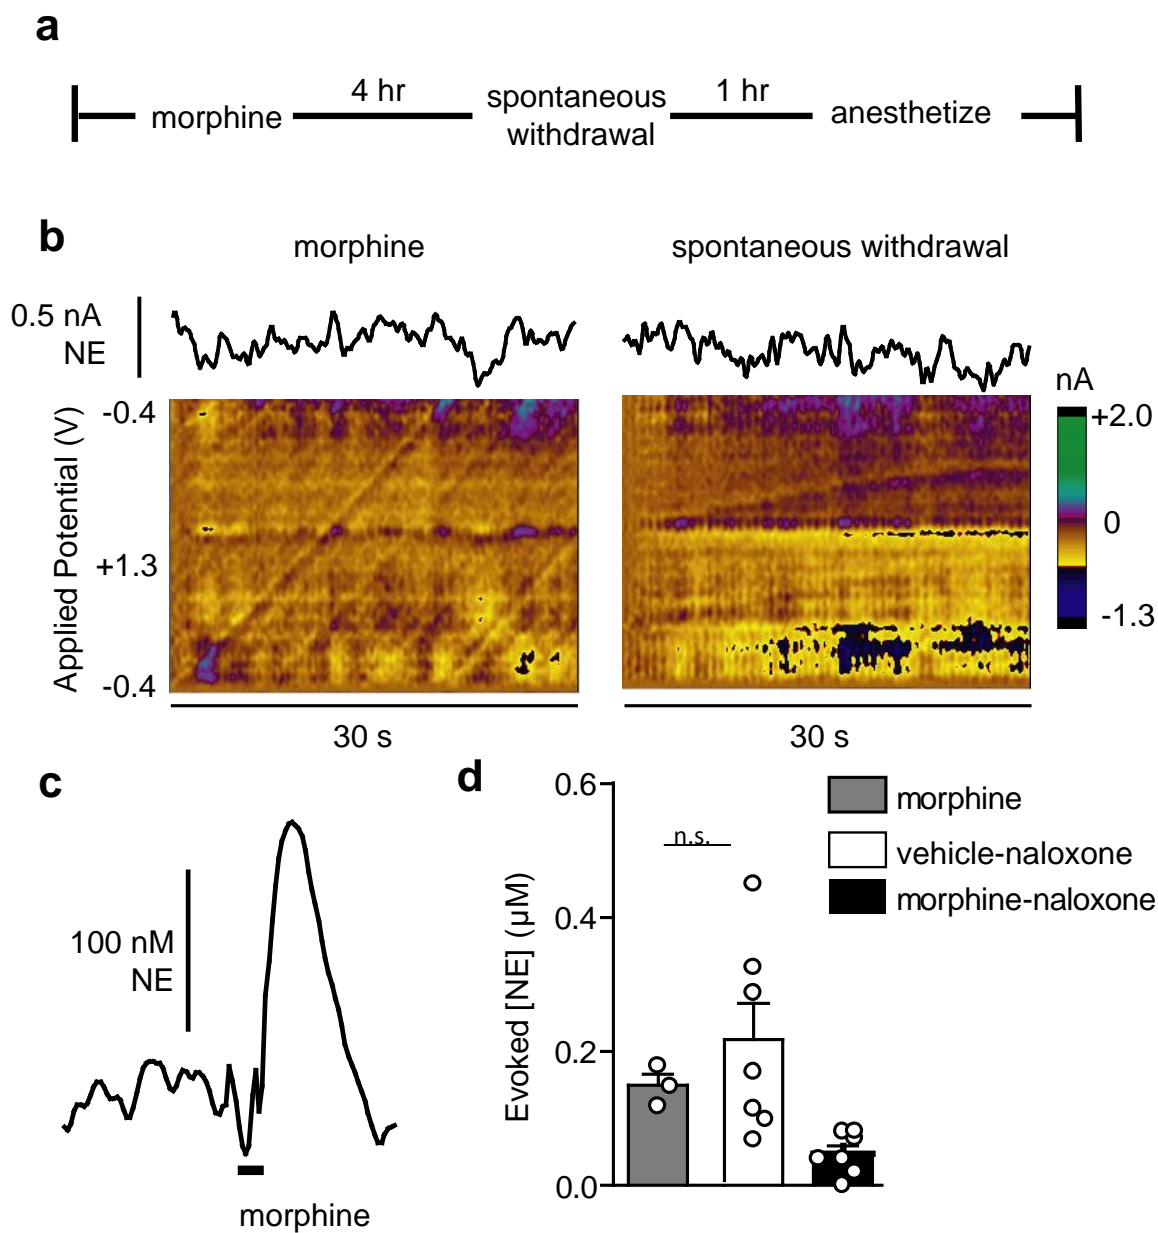 a
morphine
4 hr
spontaneous
withdrawal
1 hr
anesthetize
b
morphine
spontaneous withdrawal
0.5 nA
NE
nA
Applied Potential (V)
-0.4
+1.3
-0.4
+2.0
0
-1.3
30 s
30 s
c
100 nM
NE
morphine
d
Evoked [NE] (μM)
0.6
0.4
0.2
0.0
n.s.
morphine
vehicle-naloxone
morphine-naloxone